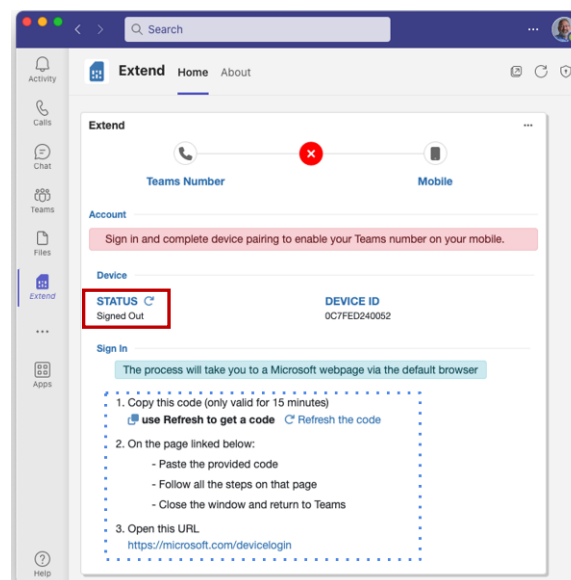 Search
Activity
Calls
Chat
Teams
Files
Extend
Apps
Help
Extend Home About
Extend
Teams Number Mobile
Account
Sign in and complete device pairing to enable your Teams number on your mobile.
Device
STATUS DEVICE ID
Signed Out 0C7FED240052
Sign In
The process will take you to a Microsoft webpage via the default browser
1. Copy this code (only valid for 15 minutes)
use Refresh to get a code Refresh the code
2. On the page linked below:
- Paste the provided code
- Follow all the steps on that page
- Close the window and return to Teams
3. Open this URL
https://microsoft.com/devicelogin